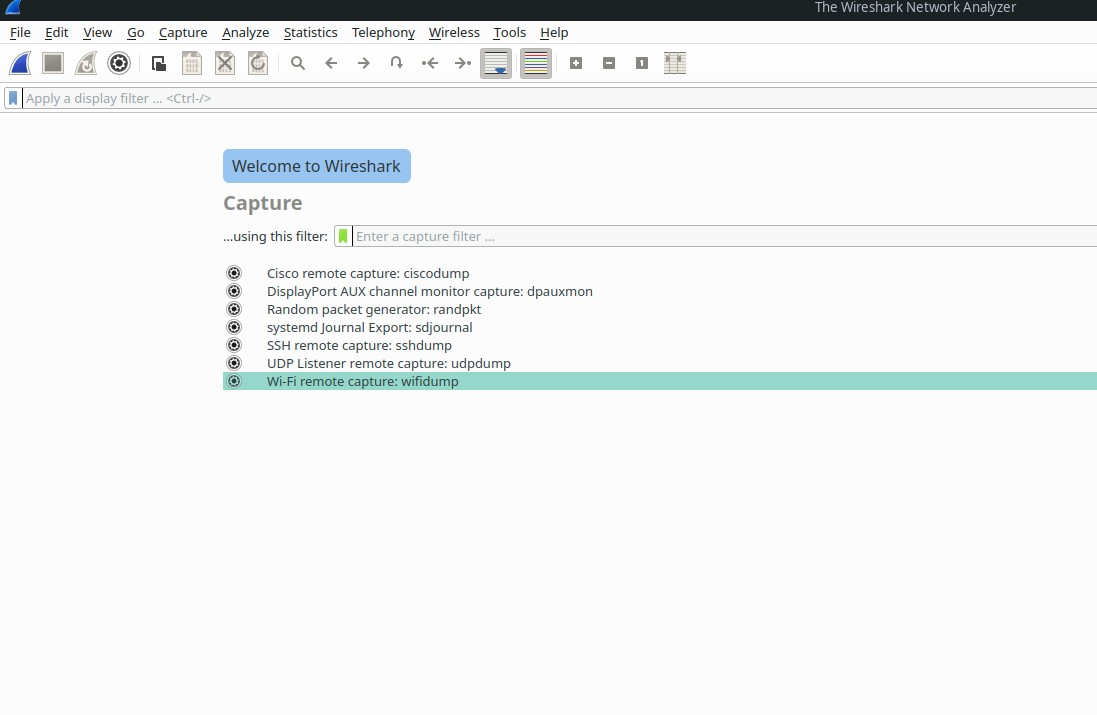 The Wireshark Network Analyzer
File Edit View Go Capture Analyze Statistics Telephony Wireless Tools Help
1
Apply a display filter ... <Ctrl-/>
Welcome to Wireshark
Capture
...using this filter: Enter a capture filter ...
Cisco remote capture: ciscodump
DisplayPort AUX channel monitor capture: dpauxmon
Random packet generator: randpkt
systemd Journal Export: sdjournal
SSH remote capture: sshdump
UDP Listener remote capture: udpdump
Wi-Fi remote capture: wifidump